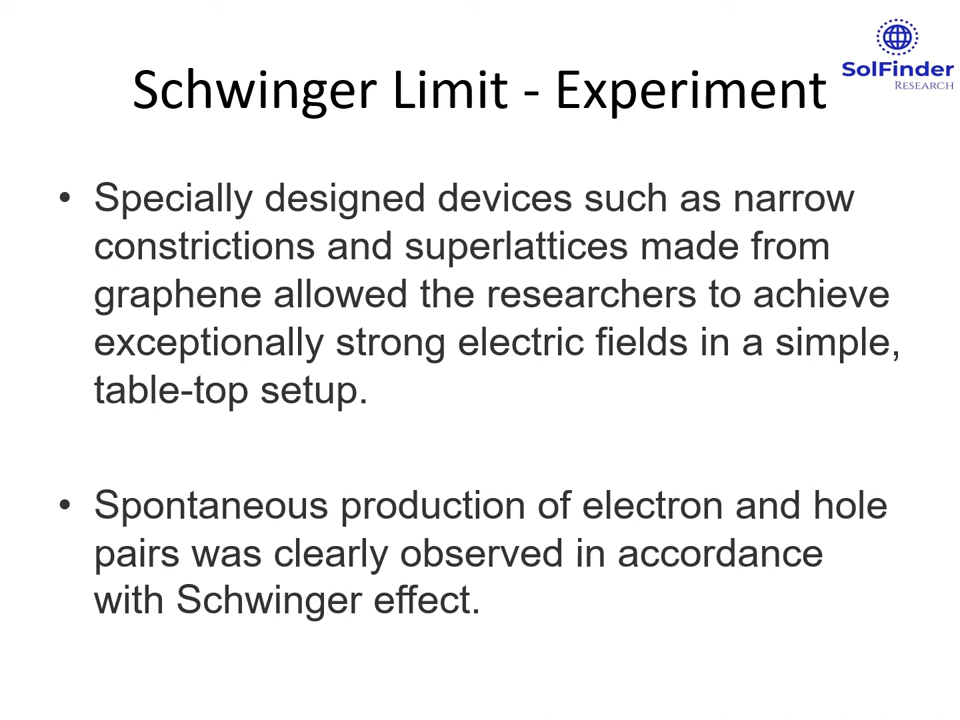 SolFinder
RESEARCH
Schwinger Limit - Experiment
• Specially designed devices such as narrow
constrictions and superlattices made from
graphene allowed the researchers to achieve
exceptionally strong electric fields in a simple,
table-top setup.
• Spontaneous production of electron and hole
pairs was clearly observed in accordance
with Schwinger effect.